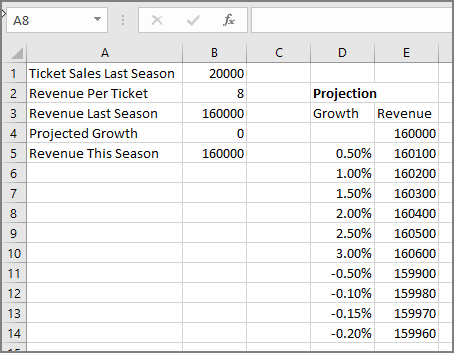 A8 fx
A B C D E
1 Ticket Sales Last Season 20000
2 Revenue Per Ticket 8 Projection
3 Revenue Last Season 160000 Growth Revenue
4 Projected Growth 0 160000
5 Revenue This Season 160000 0.50% 160100
6 1.00% 160200
7 1.50% 160300
8 2.00% 160400
9 2.50% 160500
10 3.00% 160600
11 -0.50% 159900
12 -0.10% 159980
13 -0.15% 159970
14 -0.20% 159960